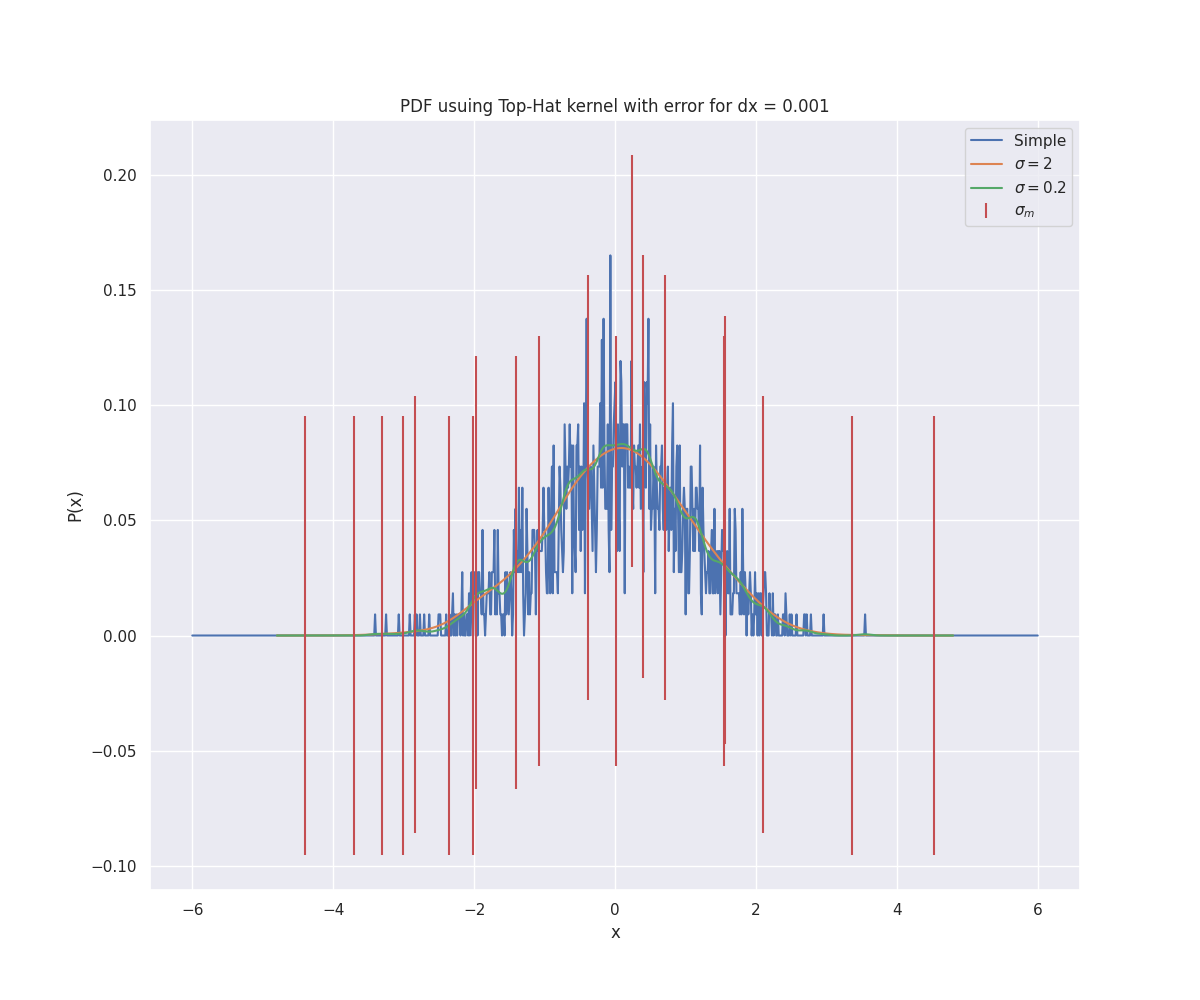 PDF usuing Top-Hat kernel with error for dx = 0.001
Simple
σ = 2
σ = 0.2
σm
0.20
0.15
0.10
0.05
0.00
−0.05
−0.10
P(x)
−6
−4
−2
0
2
4
6
x